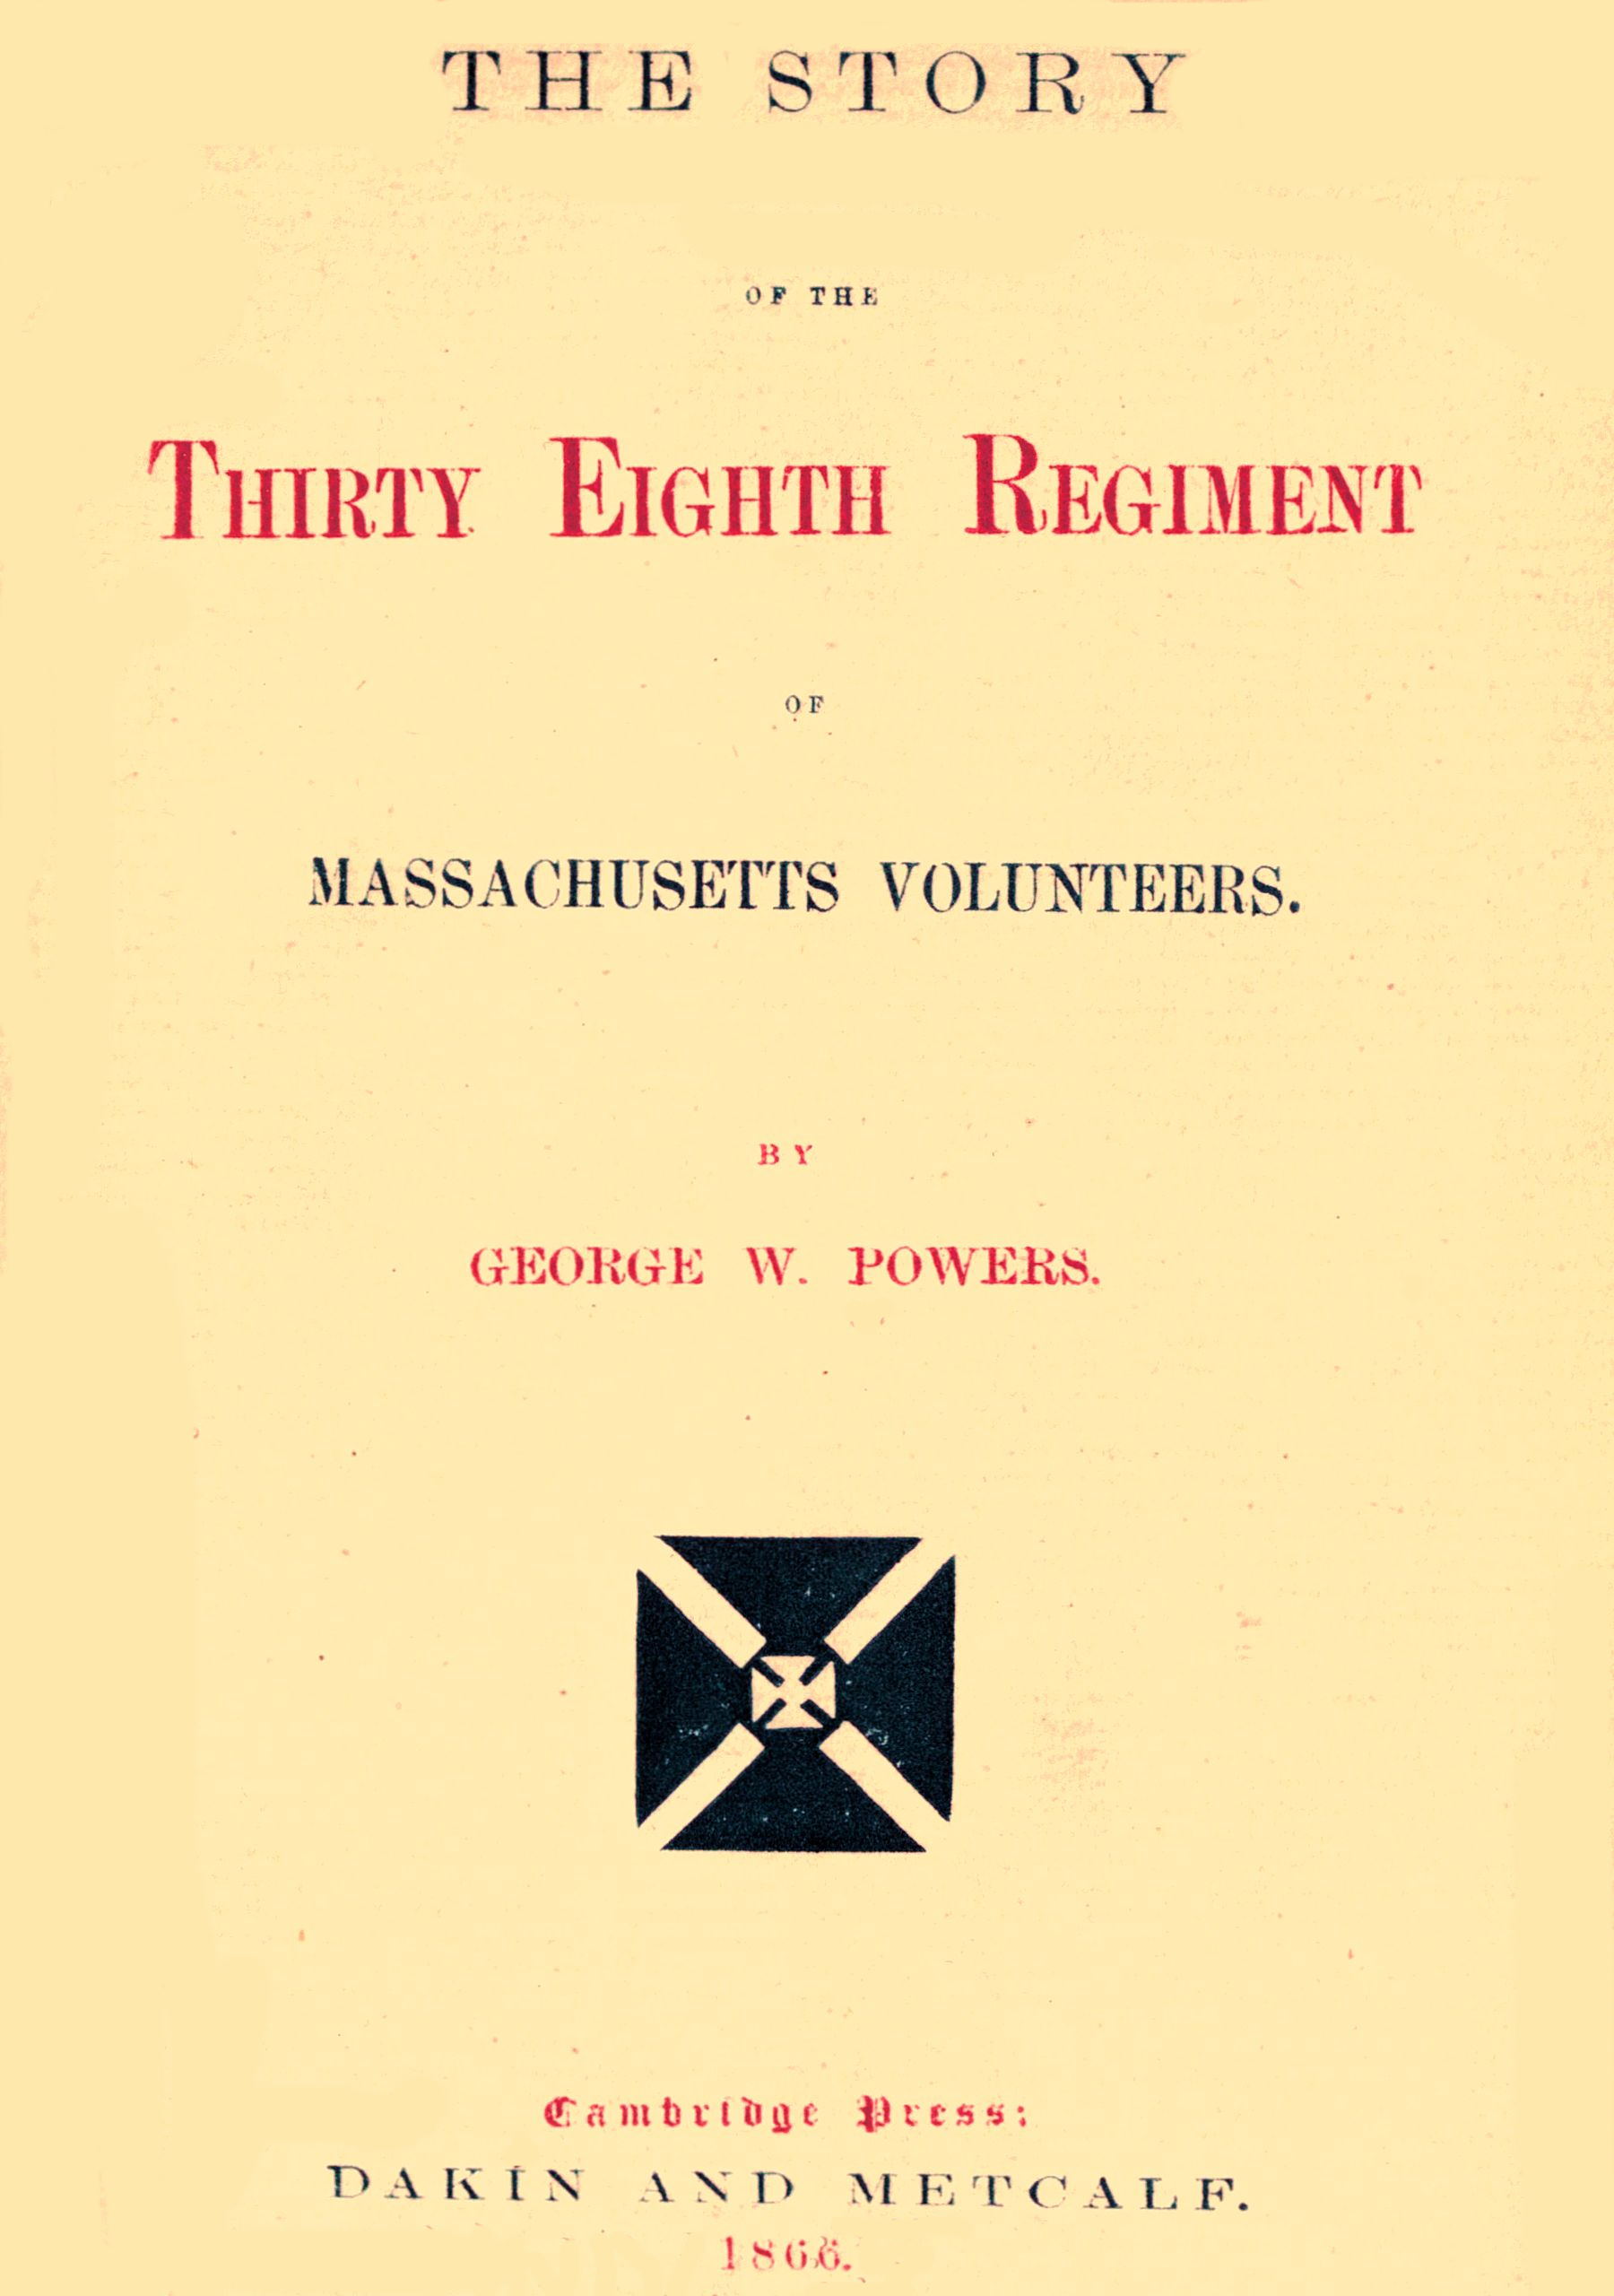 THE STORY
OF THE
THIRTY EIGHTH REGIMENT
OF
MASSACHUSETTS VOLUNTEERS.
BY
GEORGE W. POWERS.
Cambridge Press:
DAKIN AND METCALF.
1866.